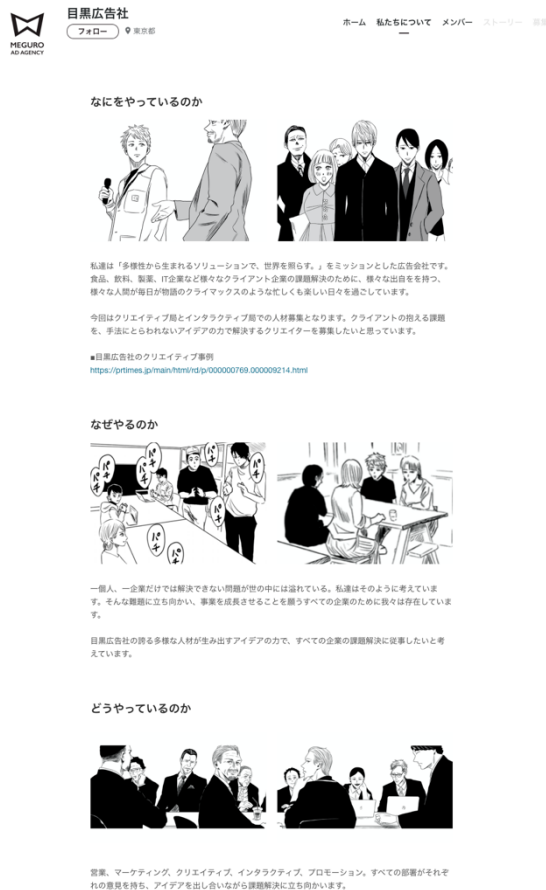 目黒広告社
フォロー
東京都
MEGURO
AD AGENCY
ホーム 私たちについて メンバー ストーリー 募集
なにをやっているのか
私達は「多様性から生まれるソリューションで、世界を照らす。」をミッションとした広告会社です。
食品、飲料、製薬、IT企業など様々なクライアント企業の課題解決のために、様々な出自をを持つ、
様々な人間が毎日が物語のクライマックスのような忙しくも楽しい日々を過ごしています。
今回はクリエイティブ局とインタラクティブ局での人材募集となります。クライアントの抱える課題
を、手法にとらわれないアイデアの力で解決するクリエイターを募集したいと思っています。
■目黒広告社のクリエイティブ事例
https://prtimes.jp/main/html/rd/p/000000769.000009214.html
なぜやるのか
パチ
パチ
パチ
パチ
パチ
パチ
パチ
パチ
一個人、一企業だけでは解決できない問題が世の中には溢れている。私達はそのように考えていま
す。そんな難題に立ち向かい、事業を成長させることを願うすべての企業のために我々は存在していま
す。
目黒広告社の誇る多様な人材が生み出すアイデアの力で、すべての企業の課題解決に従事したいと考
えています。
どうやっているのか
営業。マーケティング、クリエイティブ、インタラクティブ、プロモーション。すべての部署がそれぞ
れの意見を持ち、アイデアを出し合いながら課題解決に立ち向かいます。